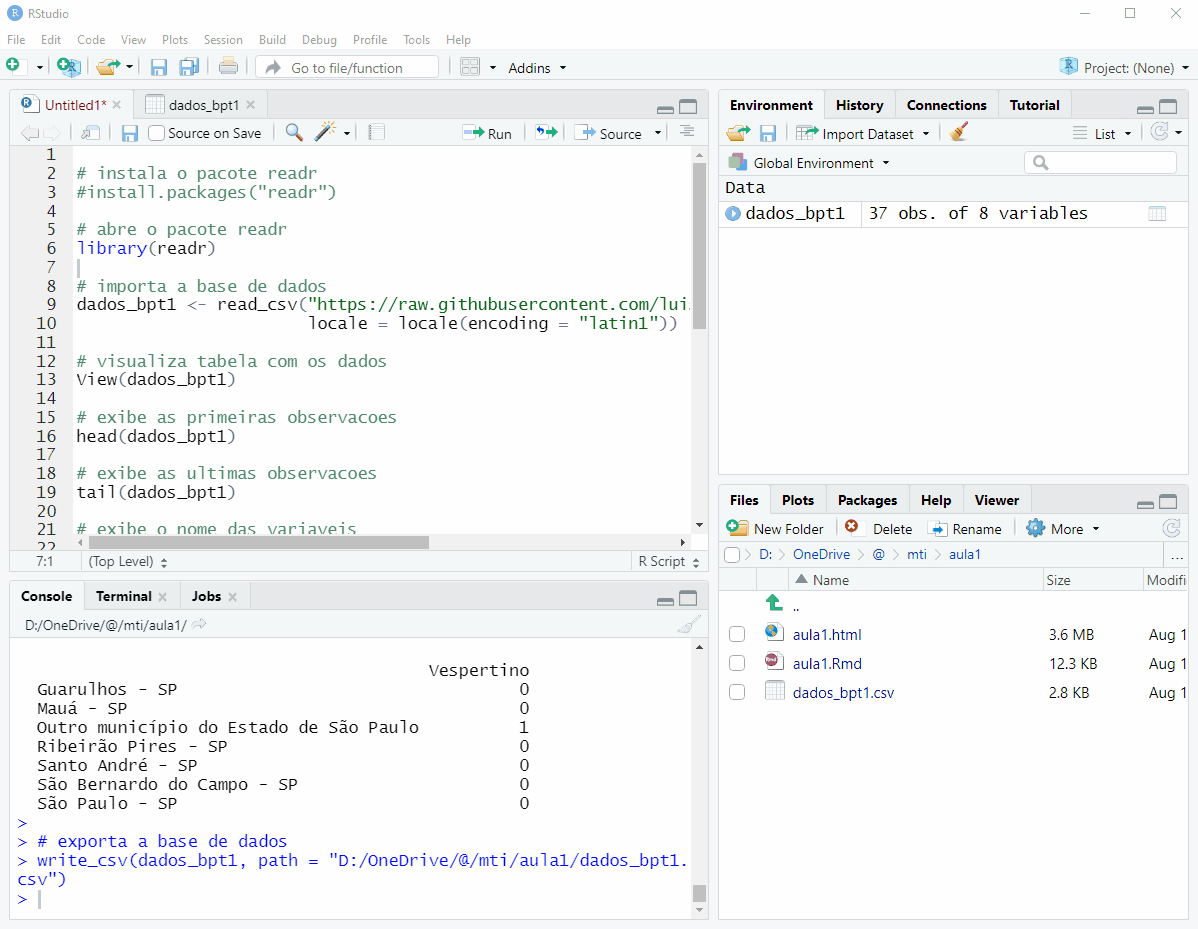 RStudio
File Edit Code View Plots Session Build Debug Profile Tools Help
Go to file/function Addins Project: (None)
Untitled1* dados_bpt1
Source on Save Run Source
1
2 # instala o pacote readr
3 #install.packages("readr")
4
5 # abre o pacote readr
6 library(readr)
7
8 # importa a base de dados
9 dados_bpt1 <- read_csv("https://raw.githubusercontent.com/lui
10 locale = locale(encoding = "latin1"))
11
12 # visualiza tabela com os dados
13 View(dados_bpt1)
14
15 # exibe as primeiras observacoes
16 head(dados_bpt1)
17
18 # exibe as ultimas observacoes
19 tail(dados_bpt1)
20
21 # exibe o nome das variaveis
22
7:1 (Top Level) R Script
Console Terminal Jobs
D:/OneDrive/@/mti/aula1/
Vespertino
Guarulhos - SP 0
Mauá - SP 0
Outro município do Estado de São Paulo 1
Ribeirão Pires - SP 0
Santo André - SP 0
São Bernardo do Campo - SP 0
São Paulo - SP 0
>
> # exporta a base de dados
> write_csv(dados_bpt1, path = "D:/OneDrive/@/mti/aula1/dados_bpt1.
csv")
>
Environment History Connections Tutorial
Import Dataset List
Global Environment
Data
dados_bpt1 37 obs. of 8 variables
Files Plots Packages Help Viewer
New Folder Delete Rename More
D: OneDrive @ mti aula1 ...
Name Size Modifi
..
aula1.html 3.6 MB Aug 1
aula1.Rmd 12.3 KB Aug 1
dados_bpt1.csv 2.8 KB Aug 1